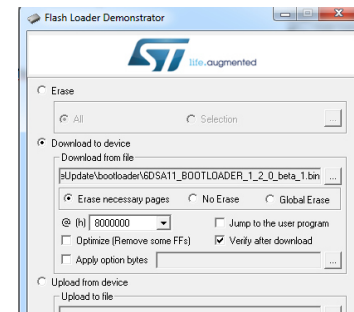 Flash Loader Demonstrator
ST life.augmented
Erase
All Selection ...
Download to device
Download from file
eUpdate\bootloader\6DSA11_BOOTLOADER_1_2_0_beta_1.bin ...
Erase necessary pages No Erase Global Erase
@ (h) 8000000 Jump to the user program
Optimize (Remove some FFs) Verify after download
Apply option bytes ...
Upload from device
Upload to file